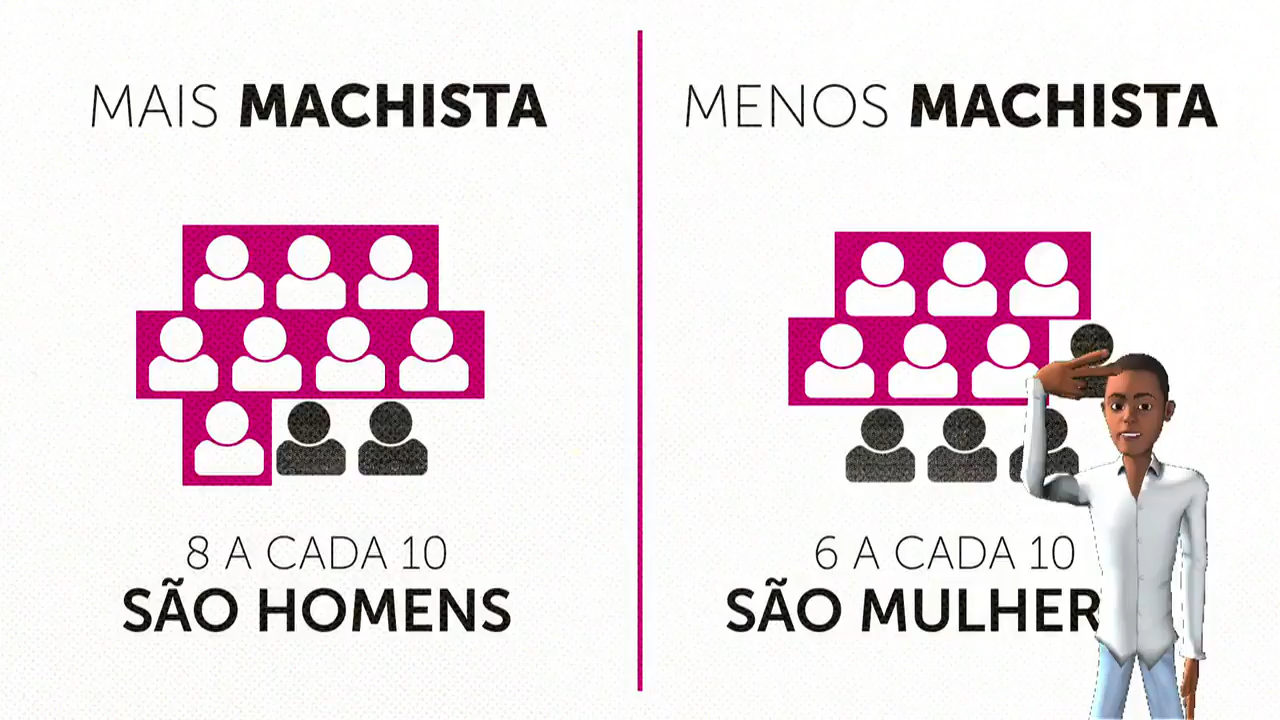 MAIS MACHISTA
8 A CADA 10
SÃO HOMENS
MENOS MACHISTA
6 A CADA 10
SÃO MULHER